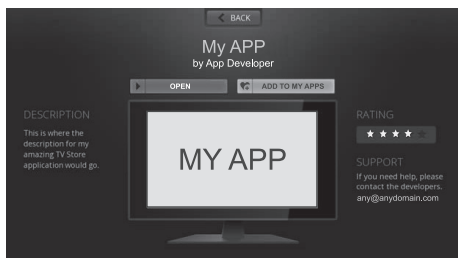 BACK
My APP
by App Developer
OPEN
ADD TO MY APPS
DESCRIPTION
This is where the
description for my
amazing TV Store
application would go.
MY APP
RATING
SUPPORT
If you need help, please
contact the developers.
any@anydomain.com